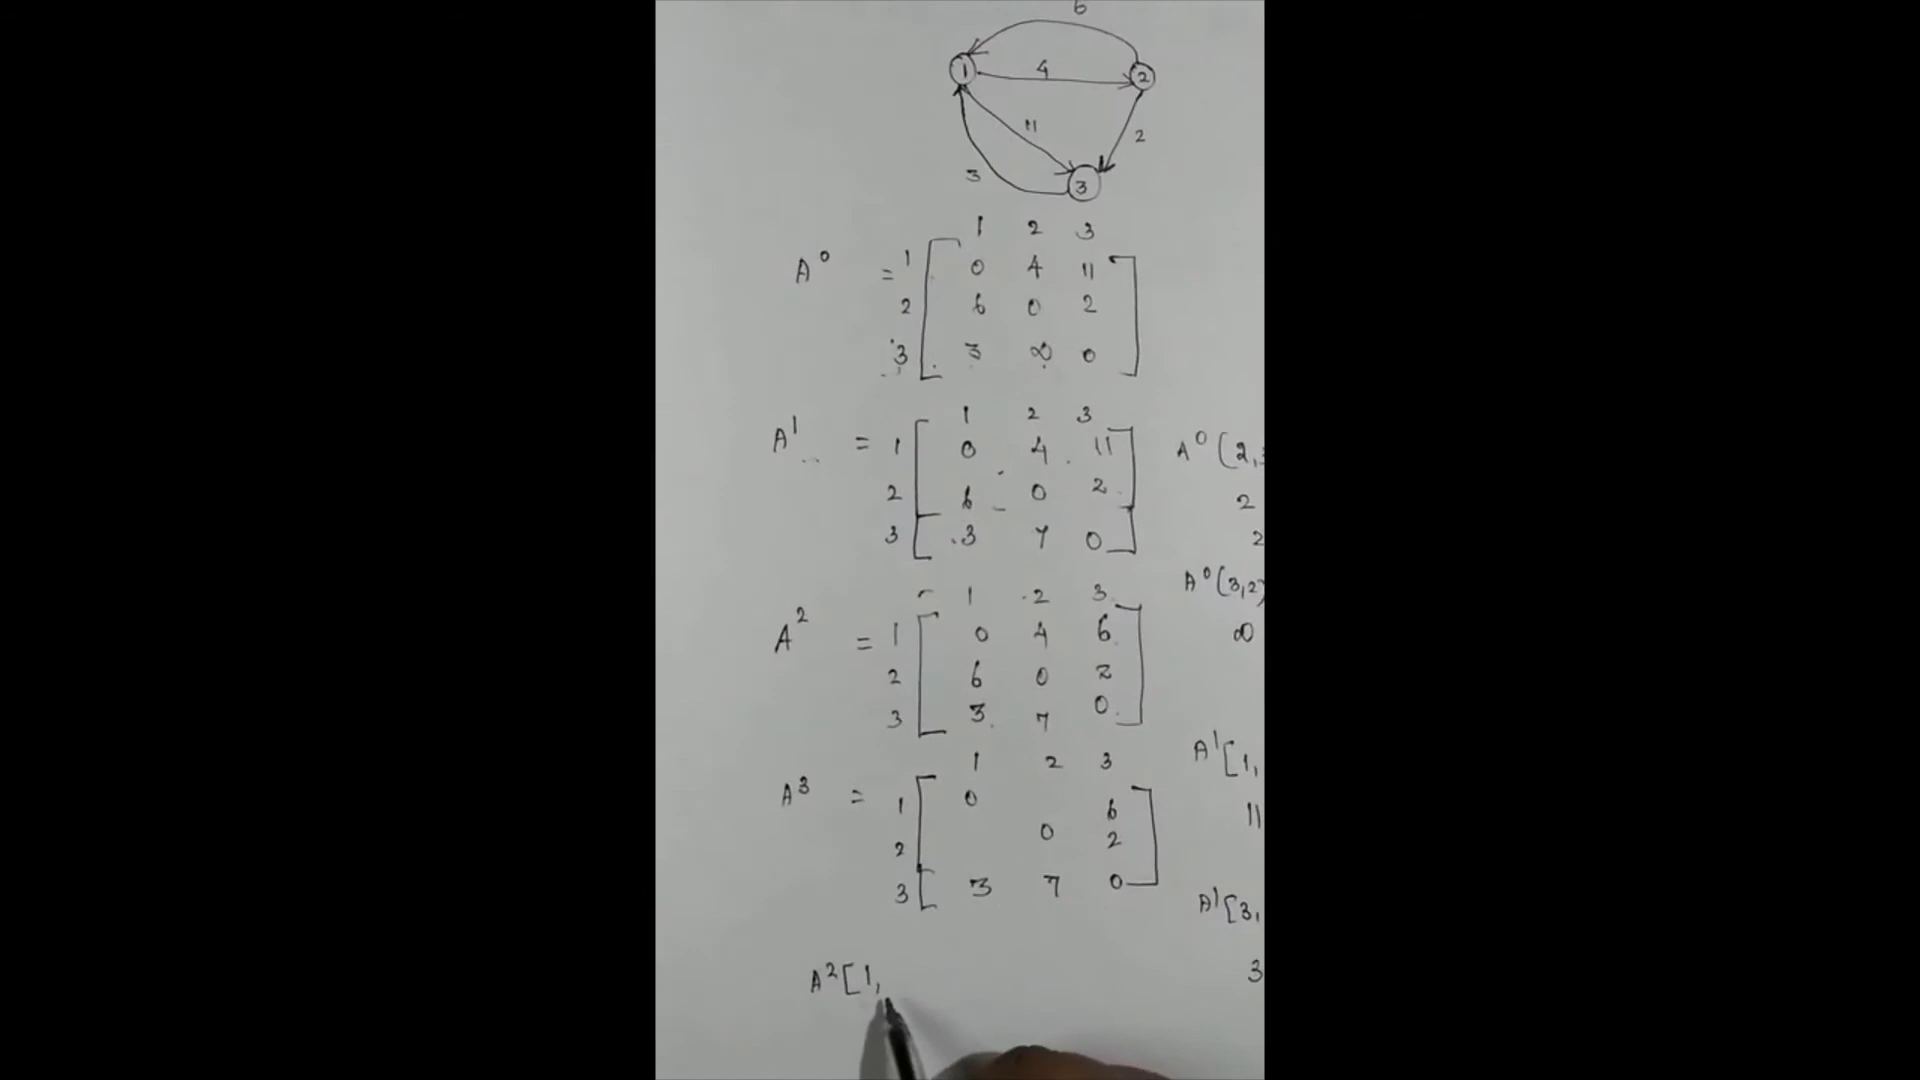 6
1 4 2
11 2
3 3
1 2 3
A⁰ = 1 0 4 11
2 6 0 2
3 3 ∞ 0
1 2 3
A¹ = 1 0 4 11
2 6 0 2
3 3 7 0
1 2 3
A² = 1 0 4 6
2 6 0 2
3 3 7 0
1 2 3
A³ = 1 0 6
2 0 2
3 3 7 0
A²[1,
A⁰(2,
2
2
A⁰(3,2)
∞
A¹[1,
11
A¹[3,
3